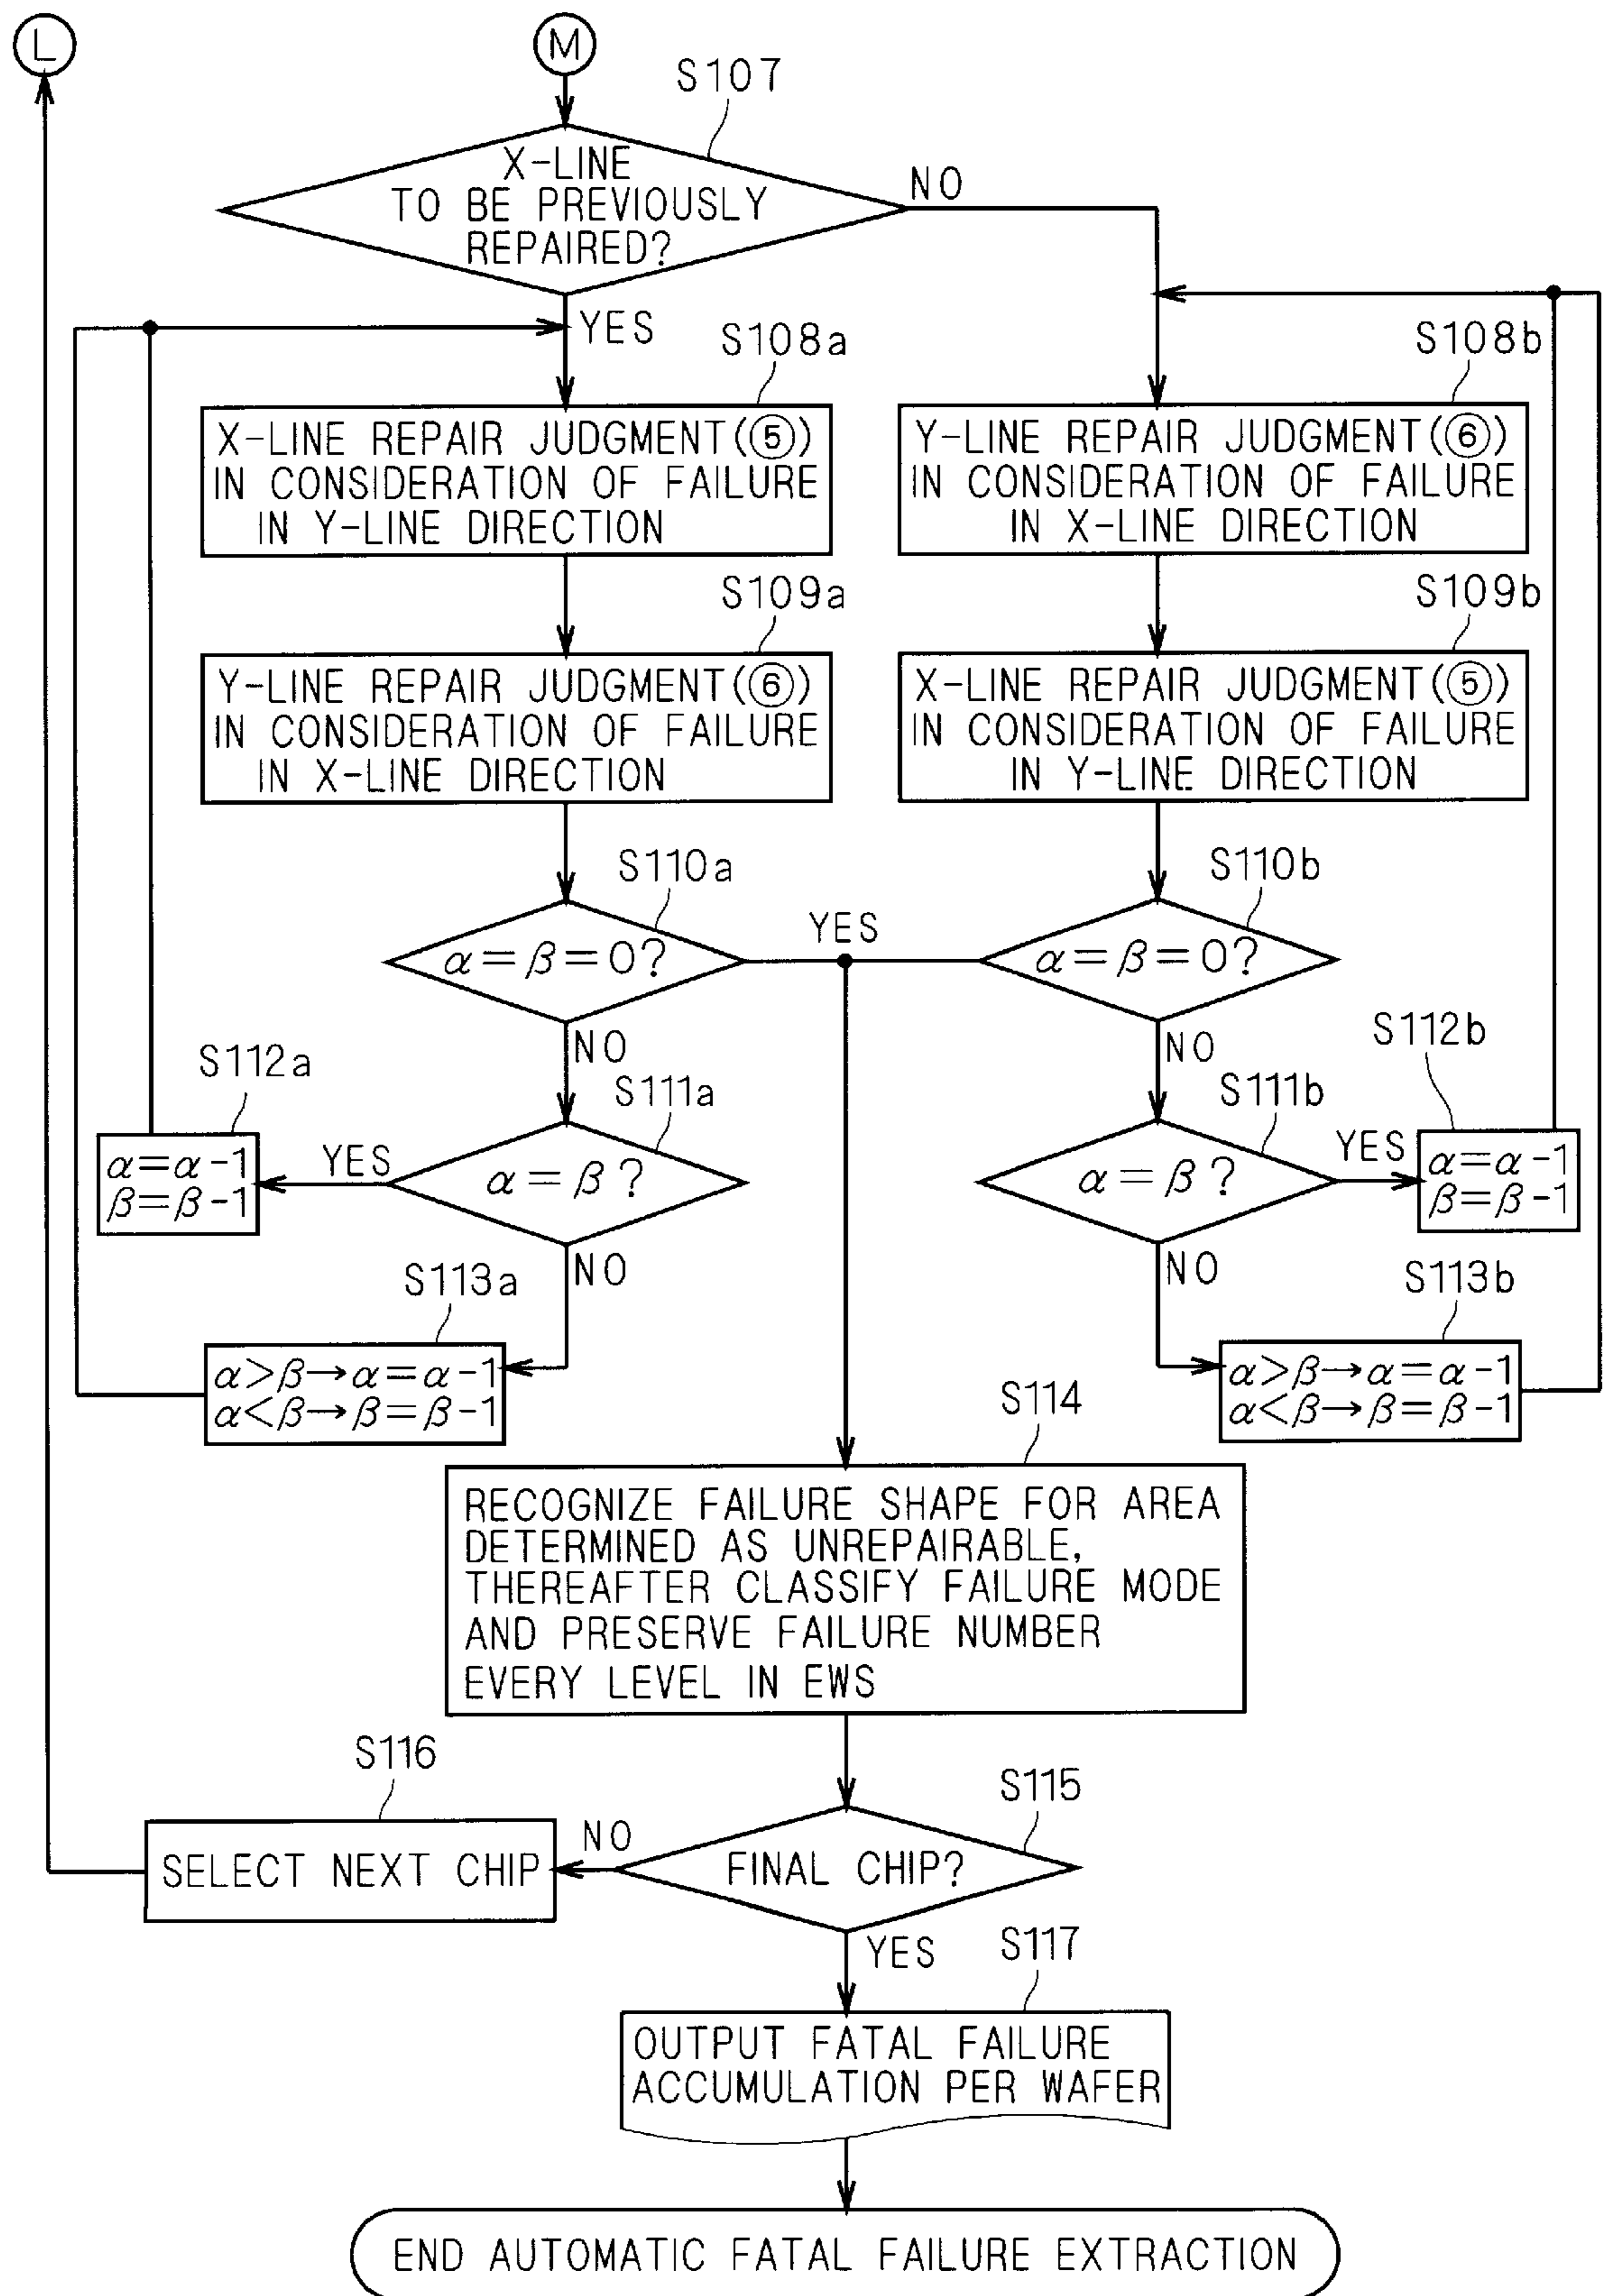 L
M
S107
X-LINE
TO BE PREVIOUSLY
REPAIRED?
NO
YES
S108a
X-LINE REPAIR JUDGMENT(⑤)
IN CONSIDERATION OF FAILURE
IN Y-LINE DIRECTION
S108b
Y-LINE REPAIR JUDGMENT(⑥)
IN CONSIDERATION OF FAILURE
IN X-LINE DIRECTION
S109a
Y-LINE REPAIR JUDGMENT(⑥)
IN CONSIDERATION OF FAILURE
IN X-LINE DIRECTION
S109b
X-LINE REPAIR JUDGMENT(⑤)
IN CONSIDERATION OF FAILURE
IN Y-LINE DIRECTION
S110a
α=β=0?
YES
S110b
α=β=0?
NO
NO
S111a
α=β?
YES
S112a
α=α-1
β=β-1
S111b
α=β?
YES
S112b
α=α-1
β=β-1
NO
NO
S113a
α>β→α=α-1
α<β→β=β-1
S113b
α>β→α=α-1
α<β→β=β-1
S114
RECOGNIZE FAILURE SHAPE FOR AREA
DETERMINED AS UNREPAIRABLE,
THEREAFTER CLASSIFY FAILURE MODE
AND PRESERVE FAILURE NUMBER
EVERY LEVEL IN EWS
S115
FINAL CHIP?
NO
S116
SELECT NEXT CHIP
YES
S117
OUTPUT FATAL FAILURE
ACCUMULATION PER WAFER
END AUTOMATIC FATAL FAILURE EXTRACTION